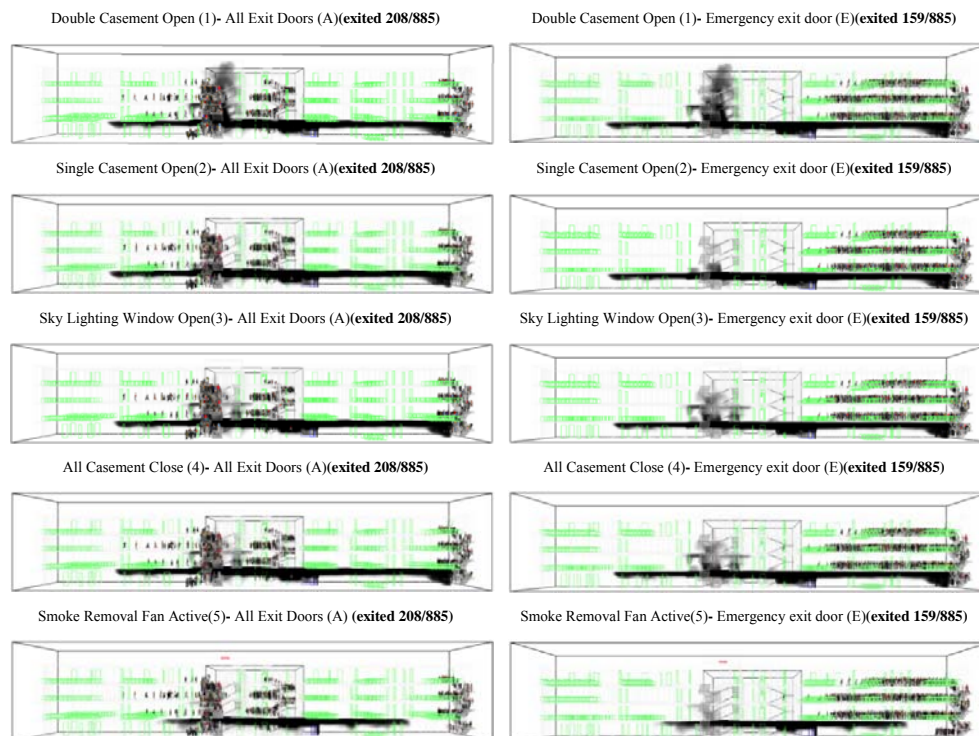 Double Casement Open (1)- All Exit Doors (A)(exited 208/885)
Double Casement Open (1)- Emergency exit door (E)(exited 159/885)
Single Casement Open(2)- All Exit Doors (A)(exited 208/885)
Single Casement Open(2)- Emergency exit door (E)(exited 159/885)
Sky Lighting Window Open(3)- All Exit Doors (A)(exited 208/885)
Sky Lighting Window Open(3)- Emergency exit door (E)(exited 159/885)
All Casement Close (4)- All Exit Doors (A)(exited 208/885)
All Casement Close (4)- Emergency exit door (E)(exited 159/885)
Smoke Removal Fan Active(5)- All Exit Doors (A) (exited 208/885)
Smoke Removal Fan Active(5)- Emergency exit door (E)(exited 159/885)